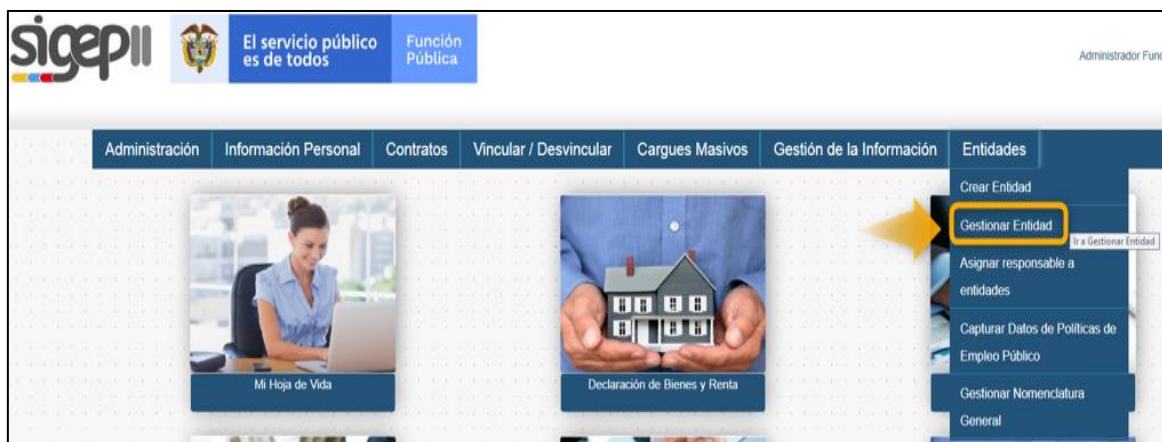 sigepII
El servicio público
es de todos
Función
Pública
Administrador Func
Administración
Información Personal
Contratos
Vincular / Desvincular
Cargues Masivos
Gestión de la Información
Entidades
Crear Entidad
Gestionar Entidad
Ir a Gestionar Entidad
Asignar responsable a
entidades
Capturar Datos de Políticas de
Empleo Público
Gestionar Nomenclatura
General
Mi Hoja de Vida
Declaración de Bienes y Renta